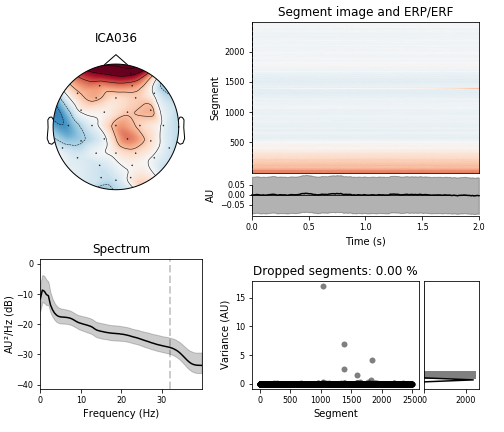 ICA036
Segment image and ERP/ERF
Segment
2000
1500
1000
500
AU
0.05
0.00
−0.05
0.0 0.5 1.0 1.5 2.0
Time (s)
Spectrum
AU²/Hz (dB)
0
−10
−20
−30
−40
0 10 20 30
Frequency (Hz)
Dropped segments: 0.00 %
Variance (AU)
15
10
5
0
0 500 1000 1500 2000 2500
Segment
0 2000